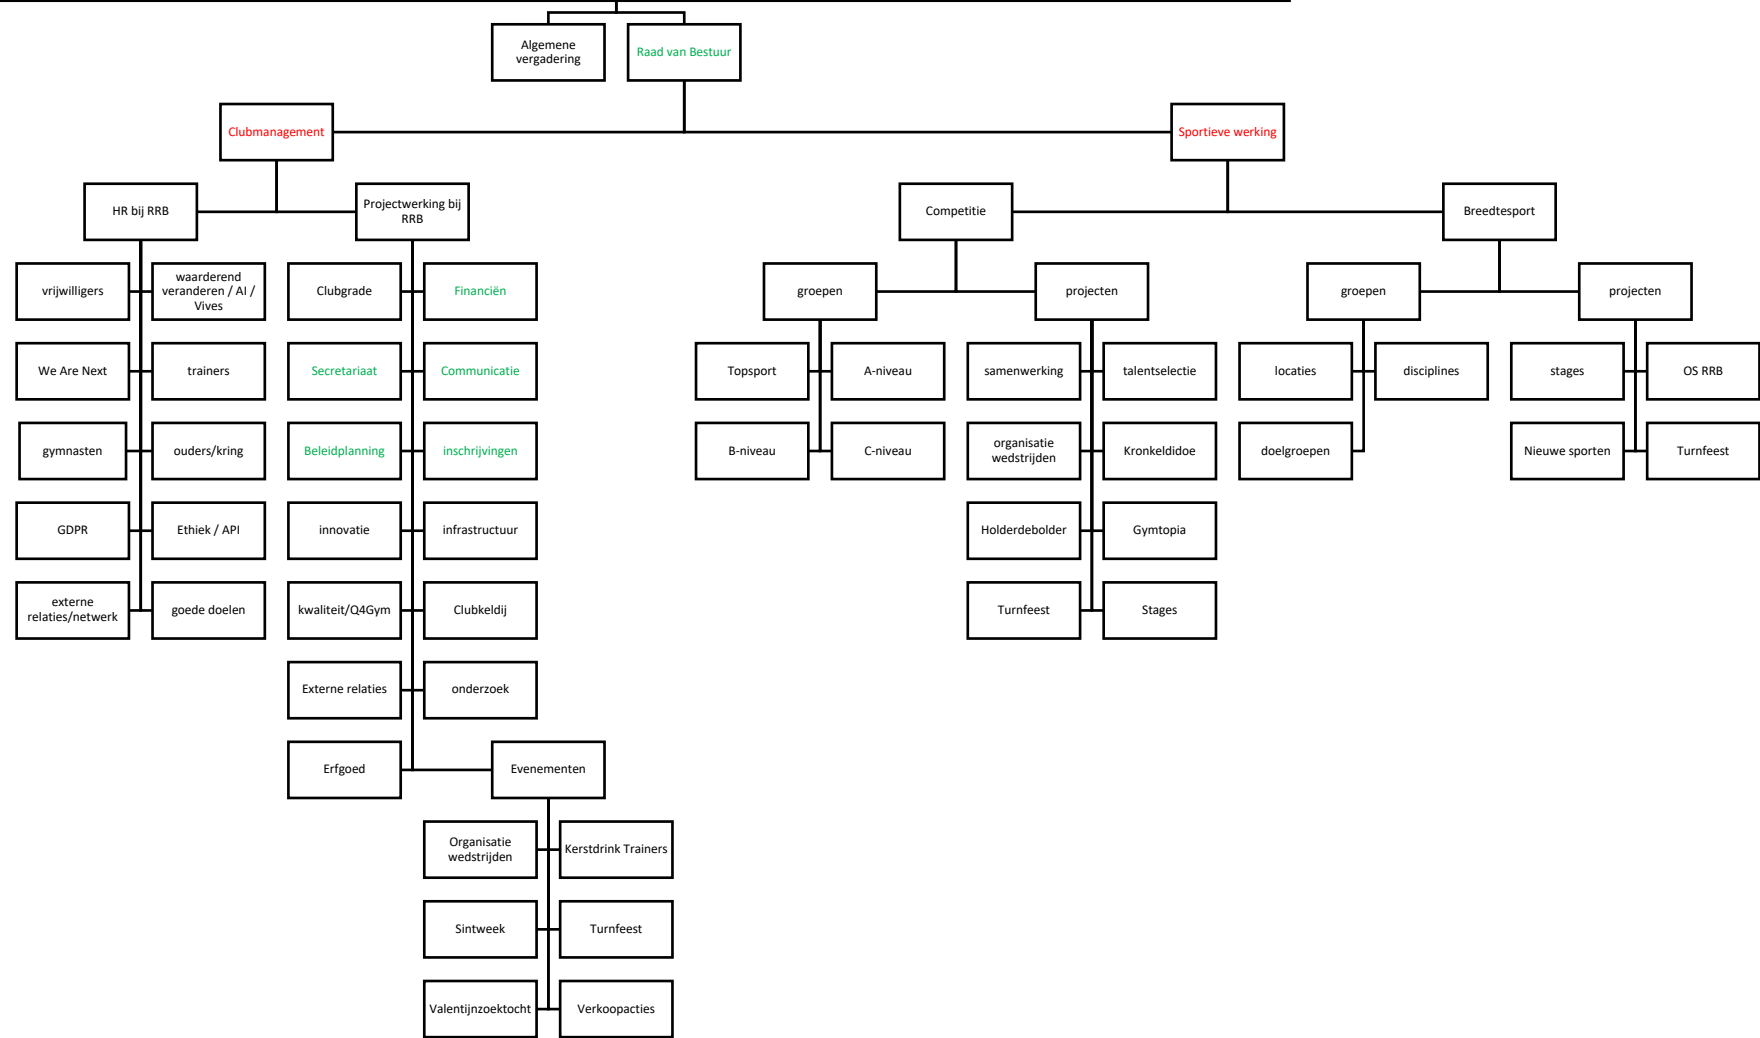 Algemene
vergadering
Raad van Bestuur
Clubmanagement
Sportieve werking
HR bij RRB
Projectwerking bij
RRB
Competitie
Breedtesport
vrijwilligers
waarderend
veranderen / AI /
Vives
Clubgrade
Financiën
groepen
projecten
groepen
projecten
We Are Next
trainers
Secretariaat
Communicatie
Topsport
A-niveau
samenwerking
talentselectie
locaties
disciplines
stages
OS RRB
gymnasten
ouders/kring
Beleidplanning
inschrijvingen
B-niveau
C-niveau
organisatie
wedstrijden
Kronkeldidoe
doelgroepen
Nieuwe sporten
Turnfeest
GDPR
Ethiek / API
innovatie
infrastructuur
Holderdebolder
Gymtopia
externe
relaties/netwerk
goede doelen
kwaliteit/Q4Gym
Clubkeldij
Turnfeest
Stages
Externe relaties
onderzoek
Erfgoed
Evenementen
Organisatie
wedstrijden
Kerstdrink Trainers
Sintweek
Turnfeest
Valentijnzoektocht
Verkoopacties